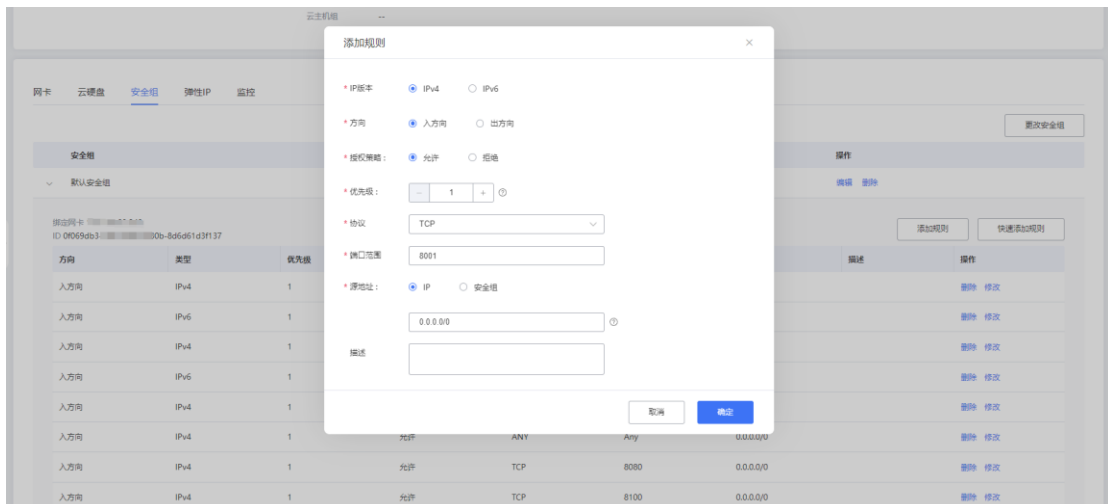 云主机组 --
添加规则
* IP版本 IPv4 IPv6
网卡 云硬盘 安全组 弹性IP 监控
* 方向 入方向 出方向
更改安全组
安全组 操作
* 授权策略： 允许 拒绝
默认安全组 编辑 删除
* 优先级： - 1 +
绑定网卡
* 协议 TCP
添加规则 快速添加规则
ID 0f069db3 30b-8d6d61d3f137
* 端口范围 8001
方向 类型 优先级 描述 操作
* 源地址： IP 安全组
入方向 IPv4 1 删除 修改
0.0.0.0/0
入方向 IPv6 1 删除 修改
描述
入方向 IPv4 1 删除 修改
入方向 IPv6 1 删除 修改
入方向 IPv4 1 删除 修改
取消 确定
入方向 IPv4 1 允许 ANY Any 0.0.0.0/0 删除 修改
入方向 IPv4 1 允许 TCP 8080 0.0.0.0/0 删除 修改
入方向 IPv4 1 允许 TCP 8100 0.0.0.0/0 删除 修改